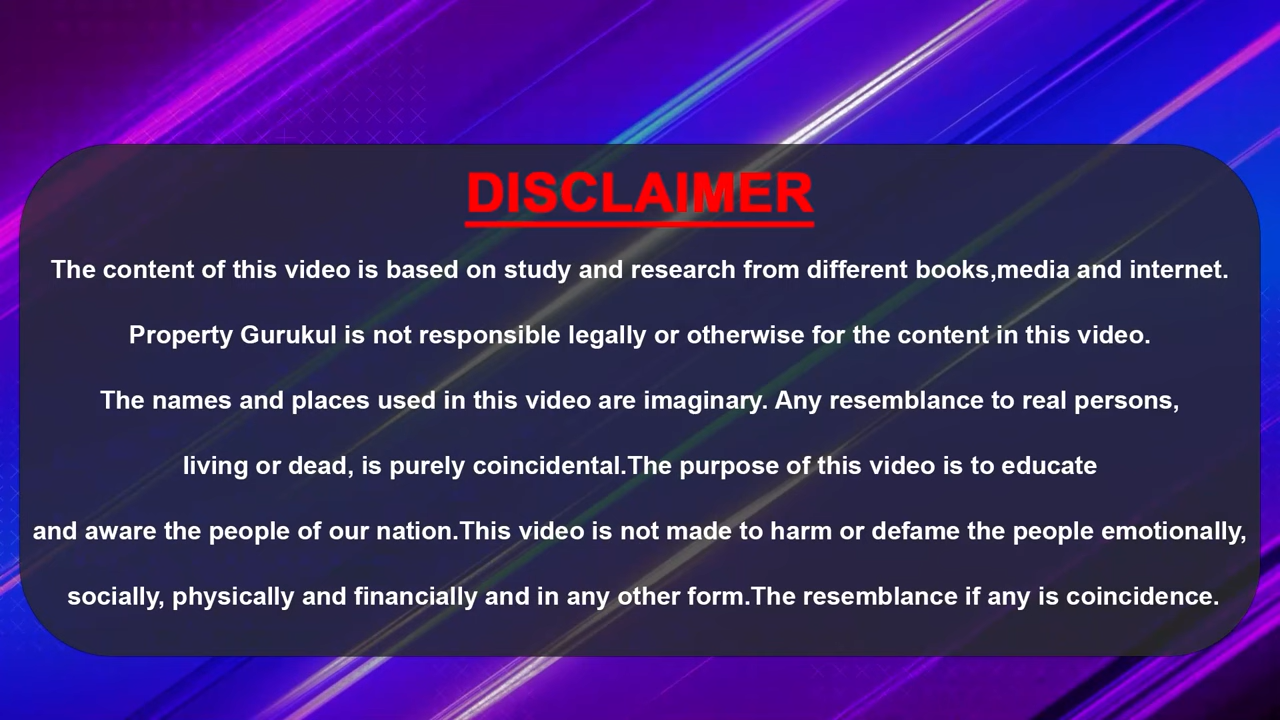 DISCLAIMER
The content of this video is based on study and research from different books,media and internet.
Property Gurukul is not responsible legally or otherwise for the content in this video.
The names and places used in this video are imaginary. Any resemblance to real persons,
living or dead, is purely coincidental.The purpose of this video is to educate
and aware the people of our nation.This video is not made to harm or defame the people emotionally,
socially, physically and financially and in any other form.The resemblance if any is coincidence.